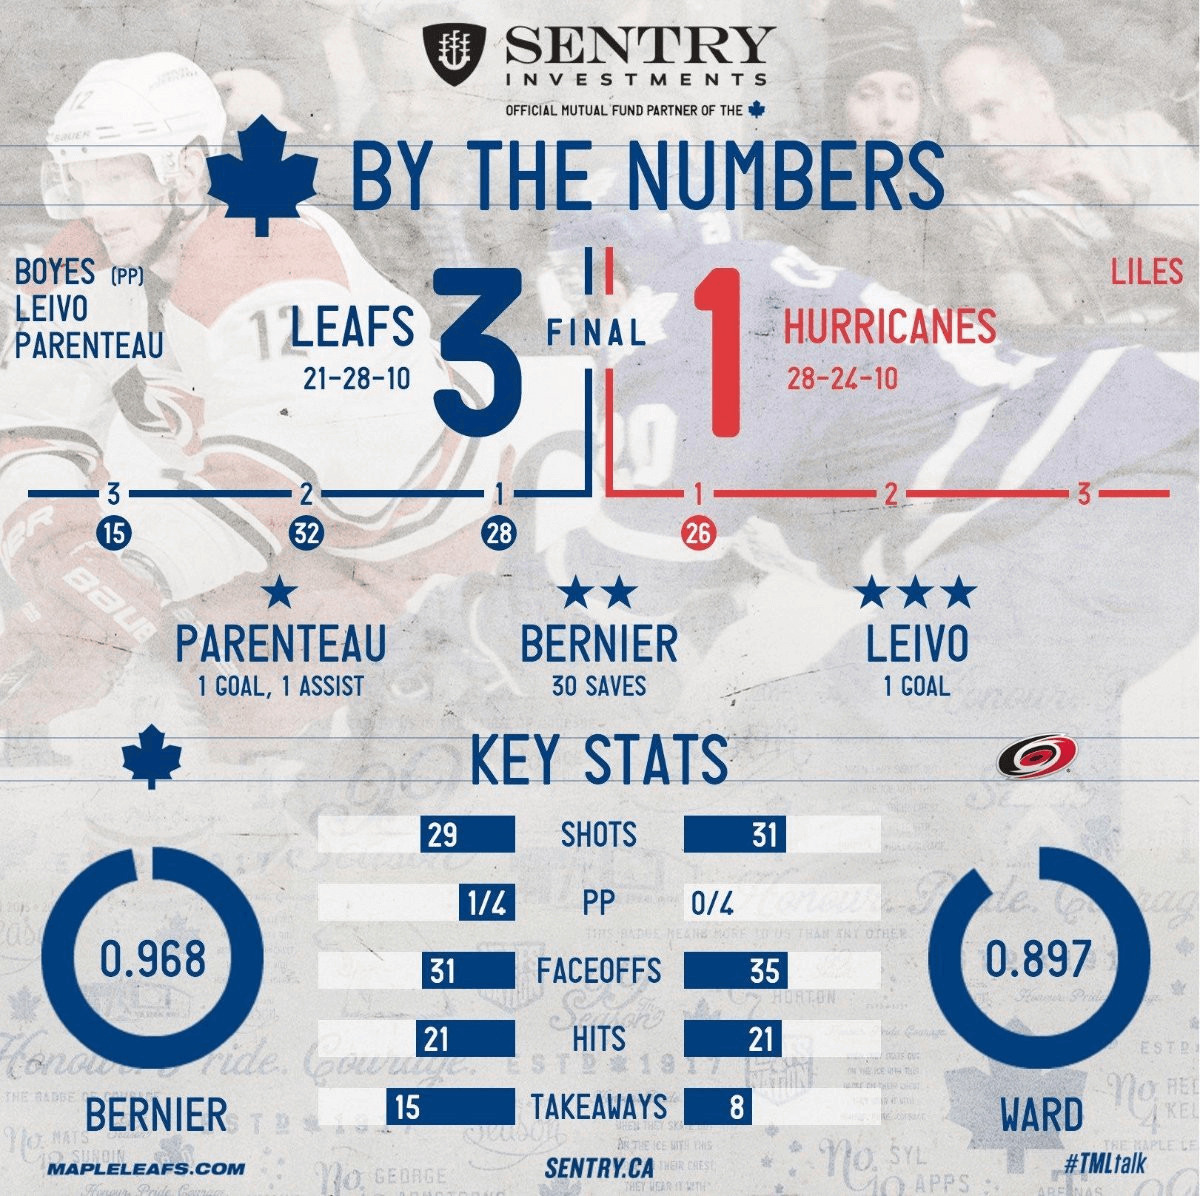 SENTRY
INVESTMENTS
OFFICIAL MUTUAL FUND PARTNER OF THE
BY THE NUMBERS
BOYES (PP)
LEIVO
PARENTEAU
LEAFS
21-28-10
3
FINAL
1
HURRICANES
28-24-10
LILES
3 2 1 1 2 3
15 32 28 26
PARENTEAU
1 GOAL, 1 ASSIST
BERNIER
30 SAVES
LEIVO
1 GOAL
KEY STATS
29 SHOTS 31
1/4 PP 0/4
31 FACEOFFS 35
21 HITS 21
15 TAKEAWAYS 8
0.968
BERNIER
0.897
WARD
MAPLELEAFS.COM
SENTRY.CA
#TMLtalk